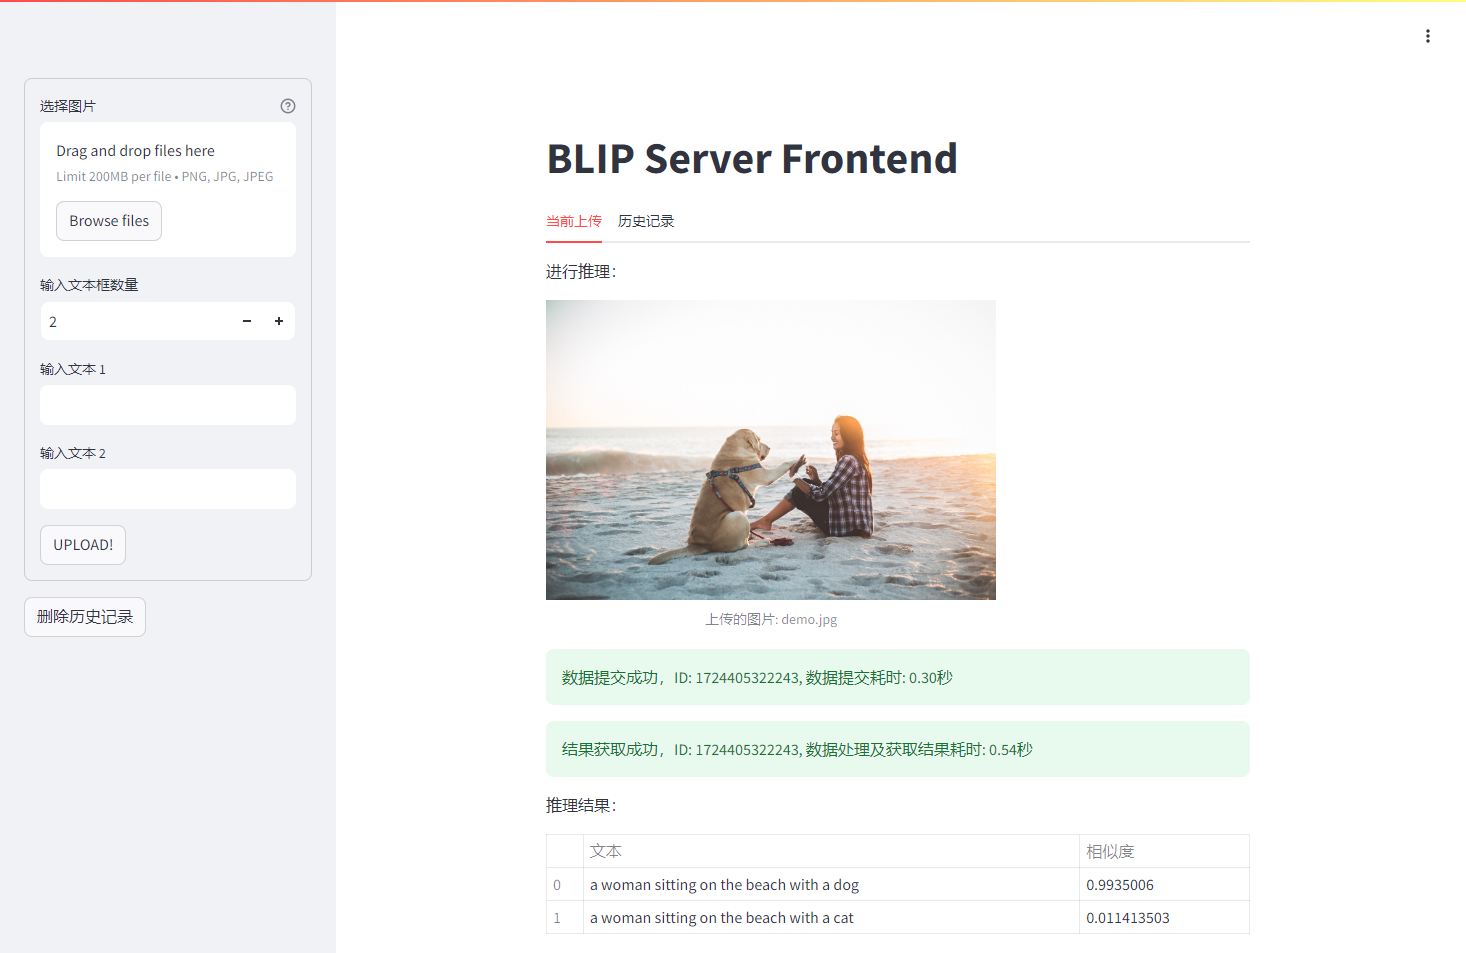 选择图片
Drag and drop files here
Limit 200MB per file • PNG, JPG, JPEG
Browse files
输入文本框数量
2
输入文本 1
输入文本 2
UPLOAD!
删除历史记录
BLIP Server Frontend
当前上传 历史记录
进行推理：
上传的图片: demo.jpg
数据提交成功，ID: 1724405322243, 数据提交耗时: 0.30秒
结果获取成功，ID: 1724405322243, 数据处理及获取结果耗时: 0.54秒
推理结果：
文本 相似度
0 a woman sitting on the beach with a dog 0.9935006
1 a woman sitting on the beach with a cat 0.011413503